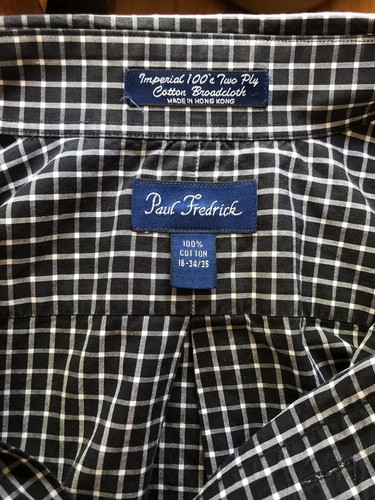 Imperial 100's Two Ply
Cotton Broadcloth
MADE IN HONG KONG
Paul Fredrick
100%
COTTON
16-34/35